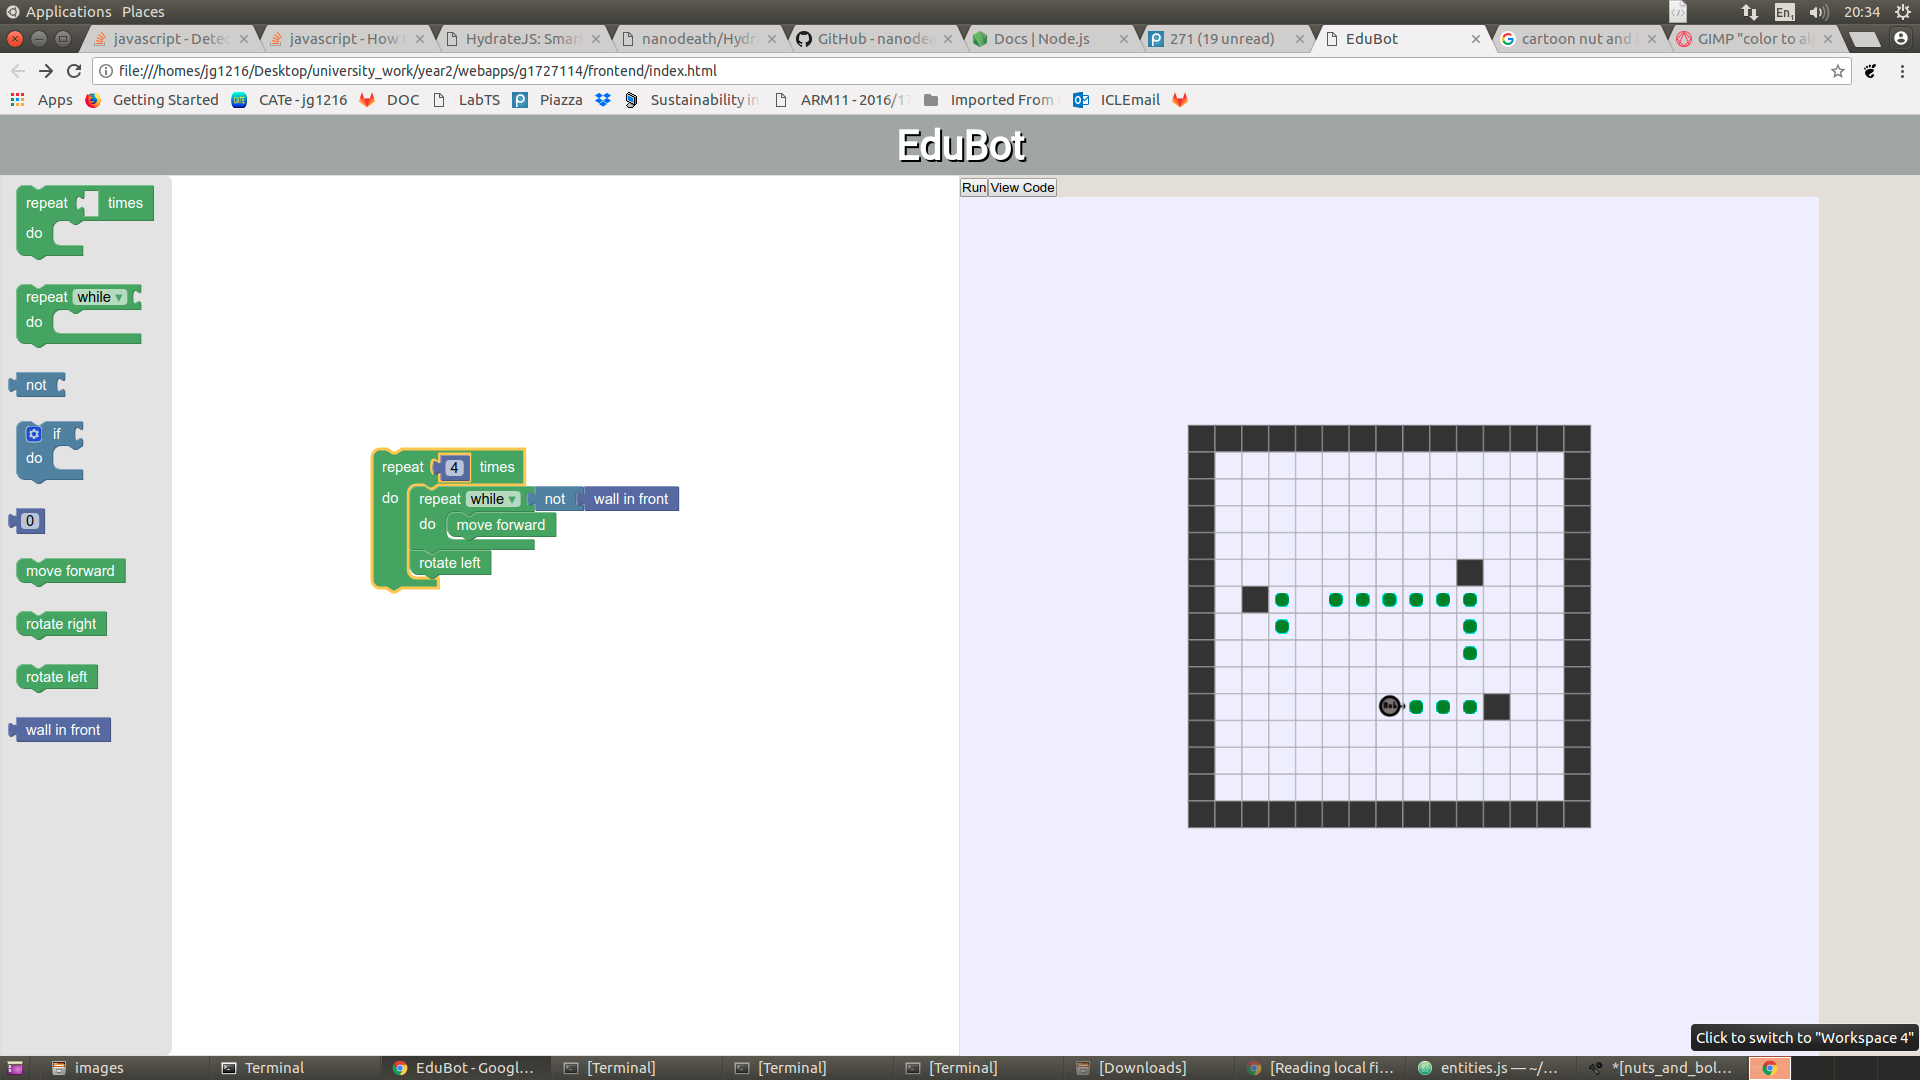 Applications Places
En1 20:34
javascript - Dete
javascript - How
HydrateJS: Smar
nanodeath/Hydr
GitHub - nanode
Docs | Node.js
271 (19 unread)
EduBot
cartoon nut and
GIMP "color to al
file:///homes/jg1216/Desktop/university_work/year2/webapps/g1727114/frontend/index.html
Apps Getting Started CATe - jg1216 DOC LabTS Piazza Sustainability in ARM11 - 2016/17 Imported From ICLEmail
EduBot
Run View Code
repeat times
do
repeat while
do
not
if
do
0
move forward
rotate right
rotate left
wall in front
repeat 4 times
do repeat while not wall in front
do move forward
rotate left
Click to switch to "Workspace 4"
images
Terminal
EduBot - Googl...
[Terminal]
[Terminal]
[Terminal]
[Downloads]
[Reading local fi...
entities.js — ~/...
*[nuts_and_bol...